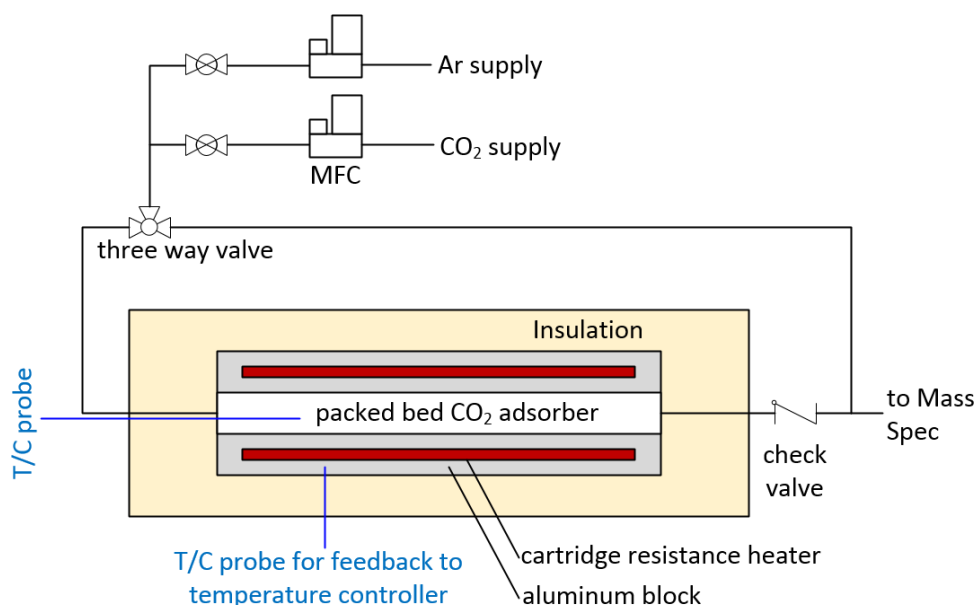 Ar supply
CO₂ supply
MFC
three way valve
Insulation
T/C probe
packed bed CO₂ adsorber
to Mass
Spec
check
valve
T/C probe for feedback to
temperature controller
cartridge resistance heater
aluminum block